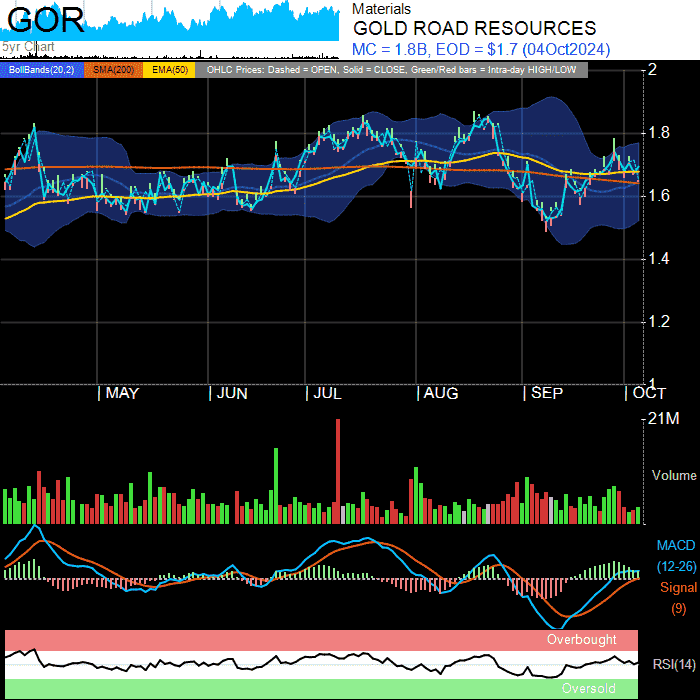 GOR
5yr Chart
Materials
GOLD ROAD RESOURCES
MC = 1.8B, EOD = $1.7 (04Oct2024)
BollBands(20,2) SMA(200) EMA(50) OHLC Prices: Dashed = OPEN, Solid = CLOSE, Green/Red bars = Intra-day HIGH/LOW
2
1.8
1.6
1.4
1.2
1
MAY JUN JUL AUG SEP OCT
21M
Volume
MACD
(12-26)
Signal
(9)
Overbought
RSI(14)
Oversold